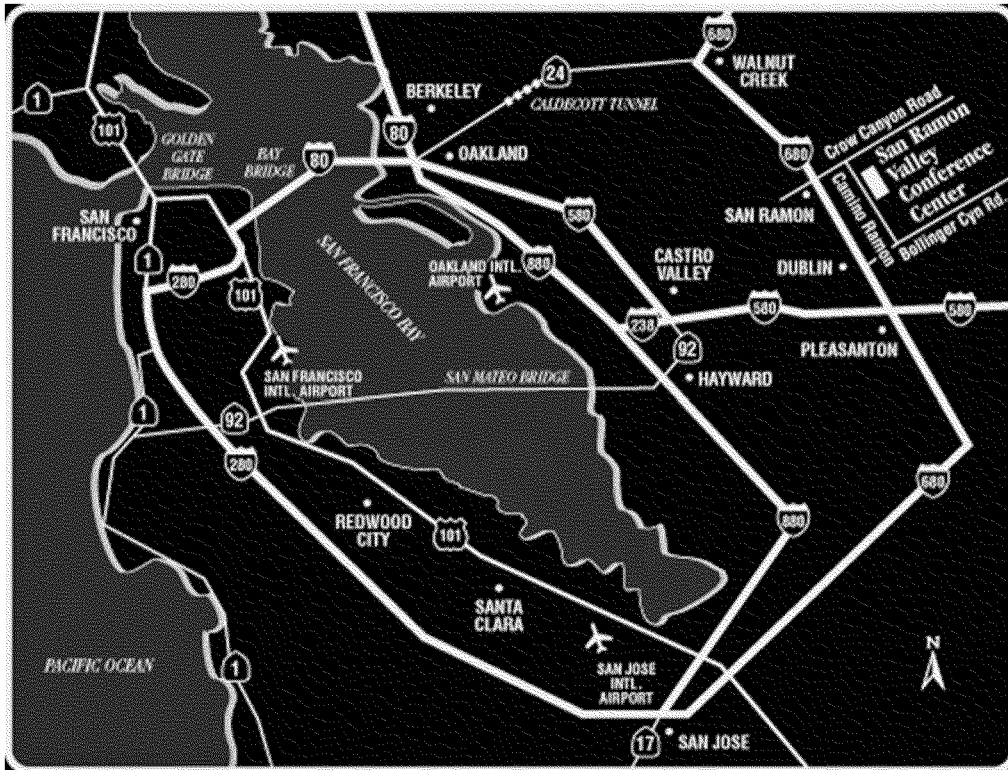 680
WALNUT
CREEK
24
1
BERKELEY
CALDECOTT TUNNEL
101
GOLDEN
GATE
BRIDGE
BAY
BRIDGE
80
80
OAKLAND
680
Crow Canyon Road
San Ramon
Valley
Conference
Center
Camino Ramon
Bollinger Cyn Rd.
SAN RAMON
SAN
FRANCISCO
580
SAN FRANCISCO BAY
1
280
101
OAKLAND INTL.
AIRPORT
880
CASTRO
VALLEY
DUBLIN
238
580
580
92
PLEASANTON
SAN FRANCISCO
INTL. AIRPORT
SAN MATEO BRIDGE
HAYWARD
1
92
280
680
REDWOOD
CITY
101
880
SANTA
CLARA
PACIFIC OCEAN
1
SAN JOSE
INTL.
AIRPORT
N
17
SAN JOSE